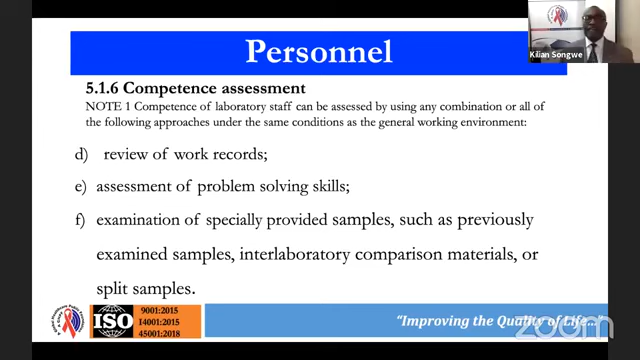 Personnel
Kilian Songwe
5.1.6 Competence assessment
NOTE 1 Competence of laboratory staff can be assessed by using any combination or all of
the following approaches under the same conditions as the general working environment:
d) review of work records;
e) assessment of problem solving skills;
f) examination of specially provided samples, such as previously
examined samples, interlaboratory comparison materials, or
split samples.
ISO
9001:2015
I4001:2015
45001:2018
“Improving the Quality of Life...”
zoom